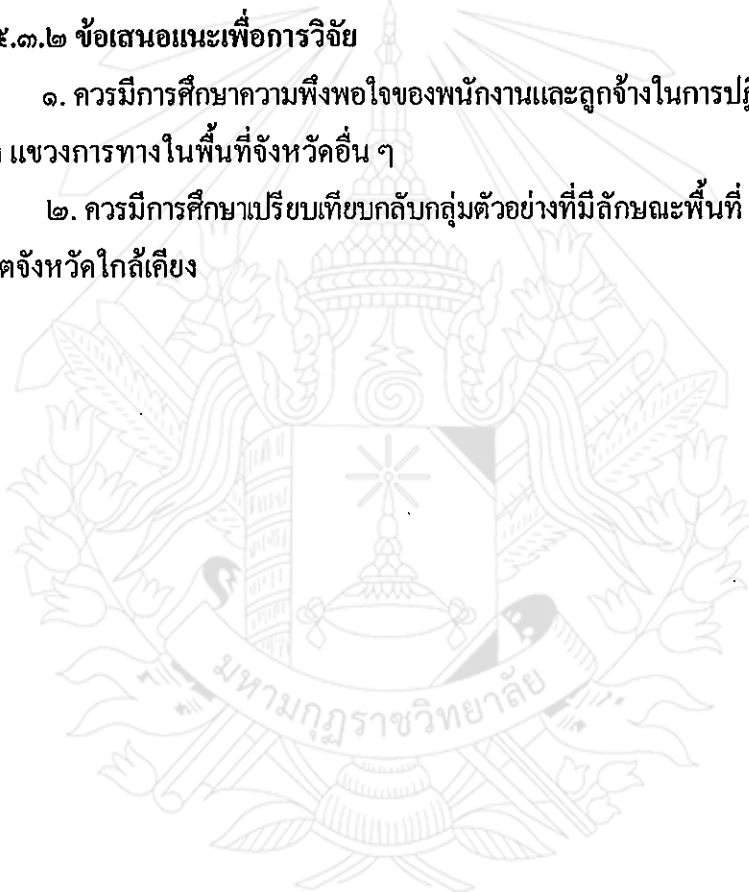 ๕.๓.๒ ข้อเสนอแนะเพื่อการวิจัย
๑. ควรมีการศึกษาความพึงพอใจของพนักงานและลูกจ้างในการปฏิ
แขวงการทางในพื้นที่จังหวัดอื่น ๆ
๒. ควรมีการศึกษาเปรียบเทียบกลับกลุ่มตัวอย่างที่มีลักษณะพื้นที่
ตจังหวัดใกล้เคียง
มหามกุฏราชวิทยาลัย